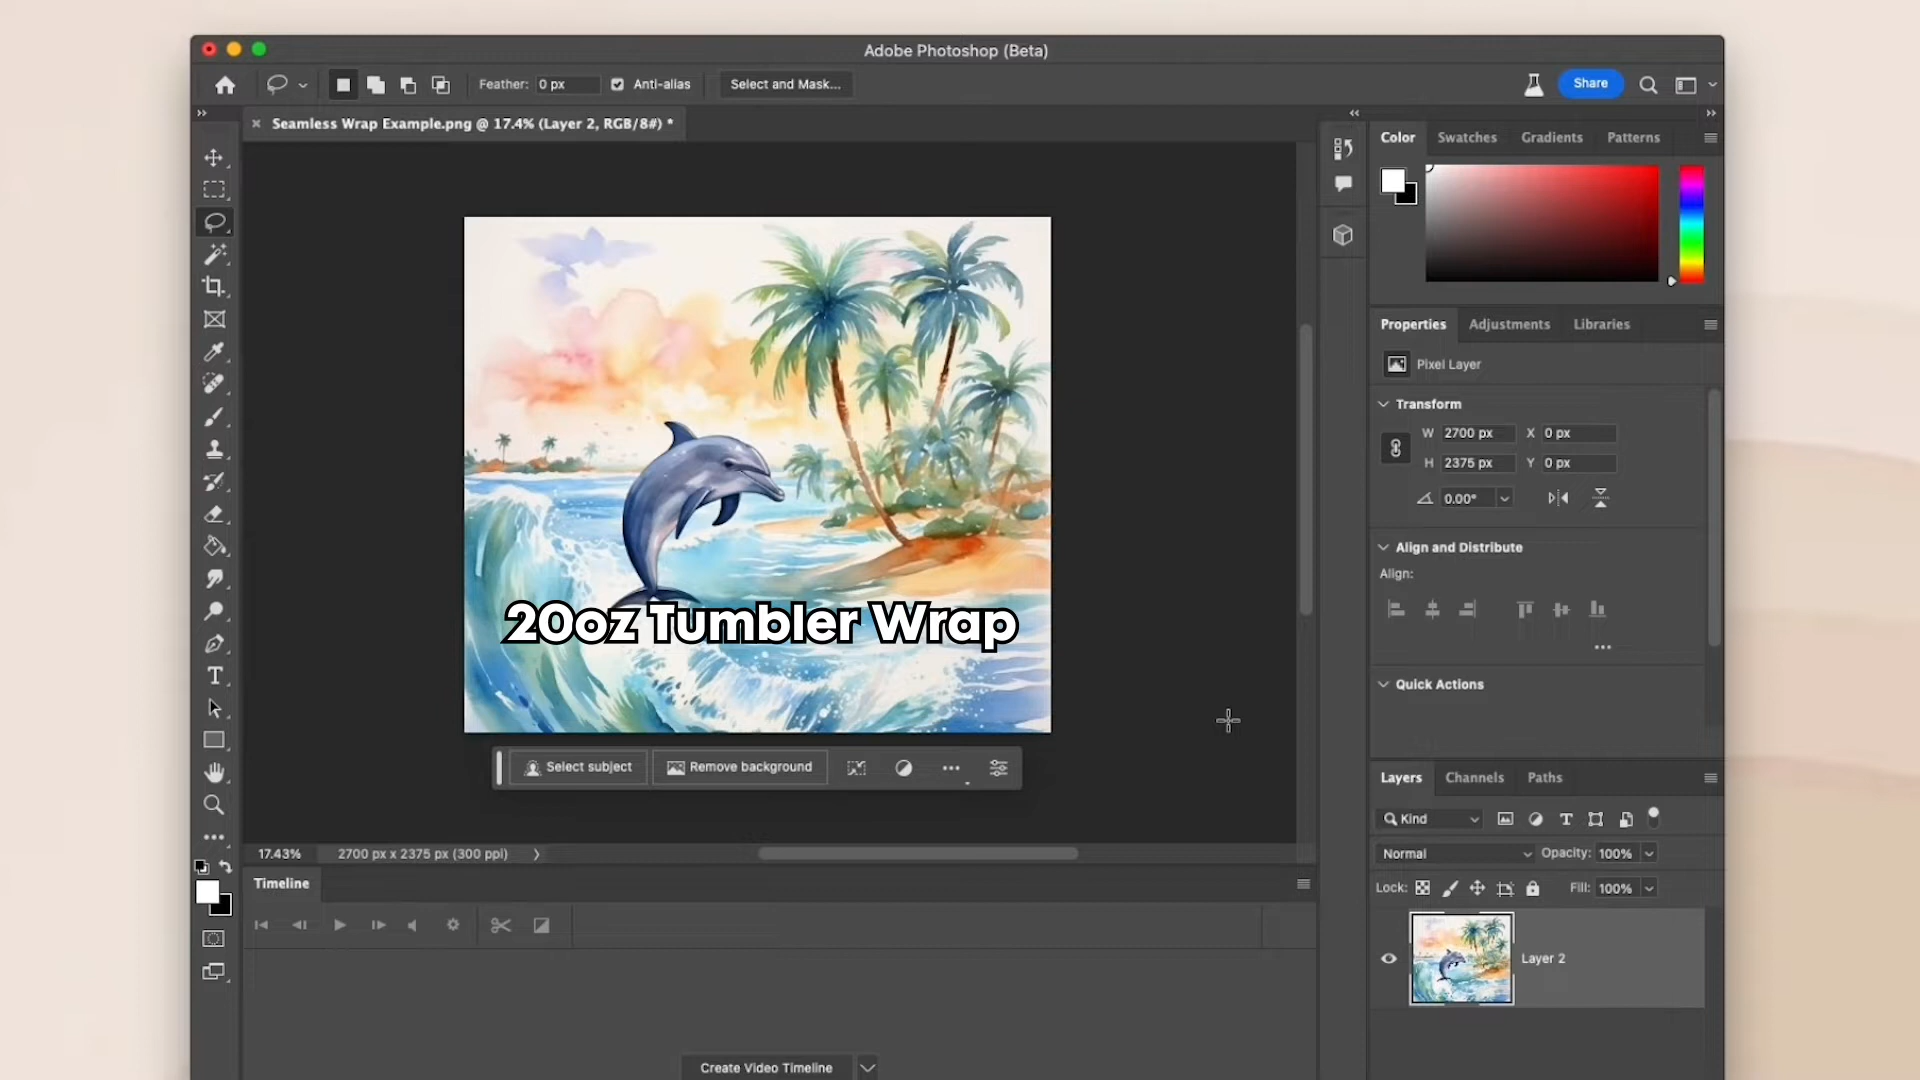 Adobe Photoshop (Beta)
Feather: 0 px Anti-alias Select and Mask... Share
Seamless Wrap Example.png @ 17.4% (Layer 2, RGB/8#) *
Color Swatches Gradients Patterns
Properties Adjustments Libraries
Pixel Layer
Transform
W 2700 px X 0 px
H 2375 px Y 0 px
0.00°
Align and Distribute
Align:
20oz Tumbler Wrap
Quick Actions
Select subject Remove background
Layers Channels Paths
Kind
17.43% 2700 px x 2375 px (300 ppi)
Normal Opacity: 100%
Timeline
Lock: Fill: 100%
Layer 2
Create Video Timeline